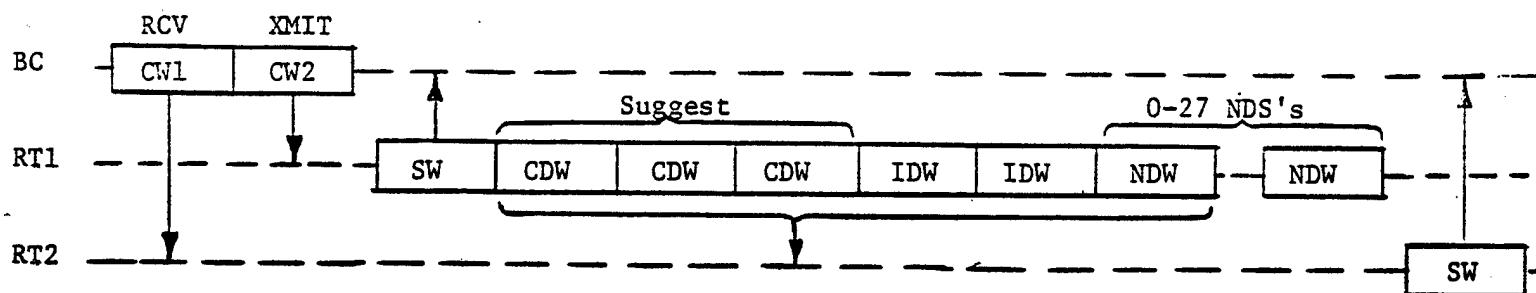 RCV XMIT
BC CW1 CW2
Suggest 0-27 NDS's
RT1 SW CDW CDW CDW IDW IDW NDW NDW
RT2 SW